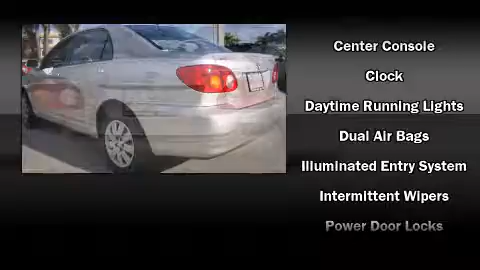 Center Console
Clock
Daytime Running Lights
Dual Air Bags
Illuminated Entry System
Intermittent Wipers
Power Door Locks